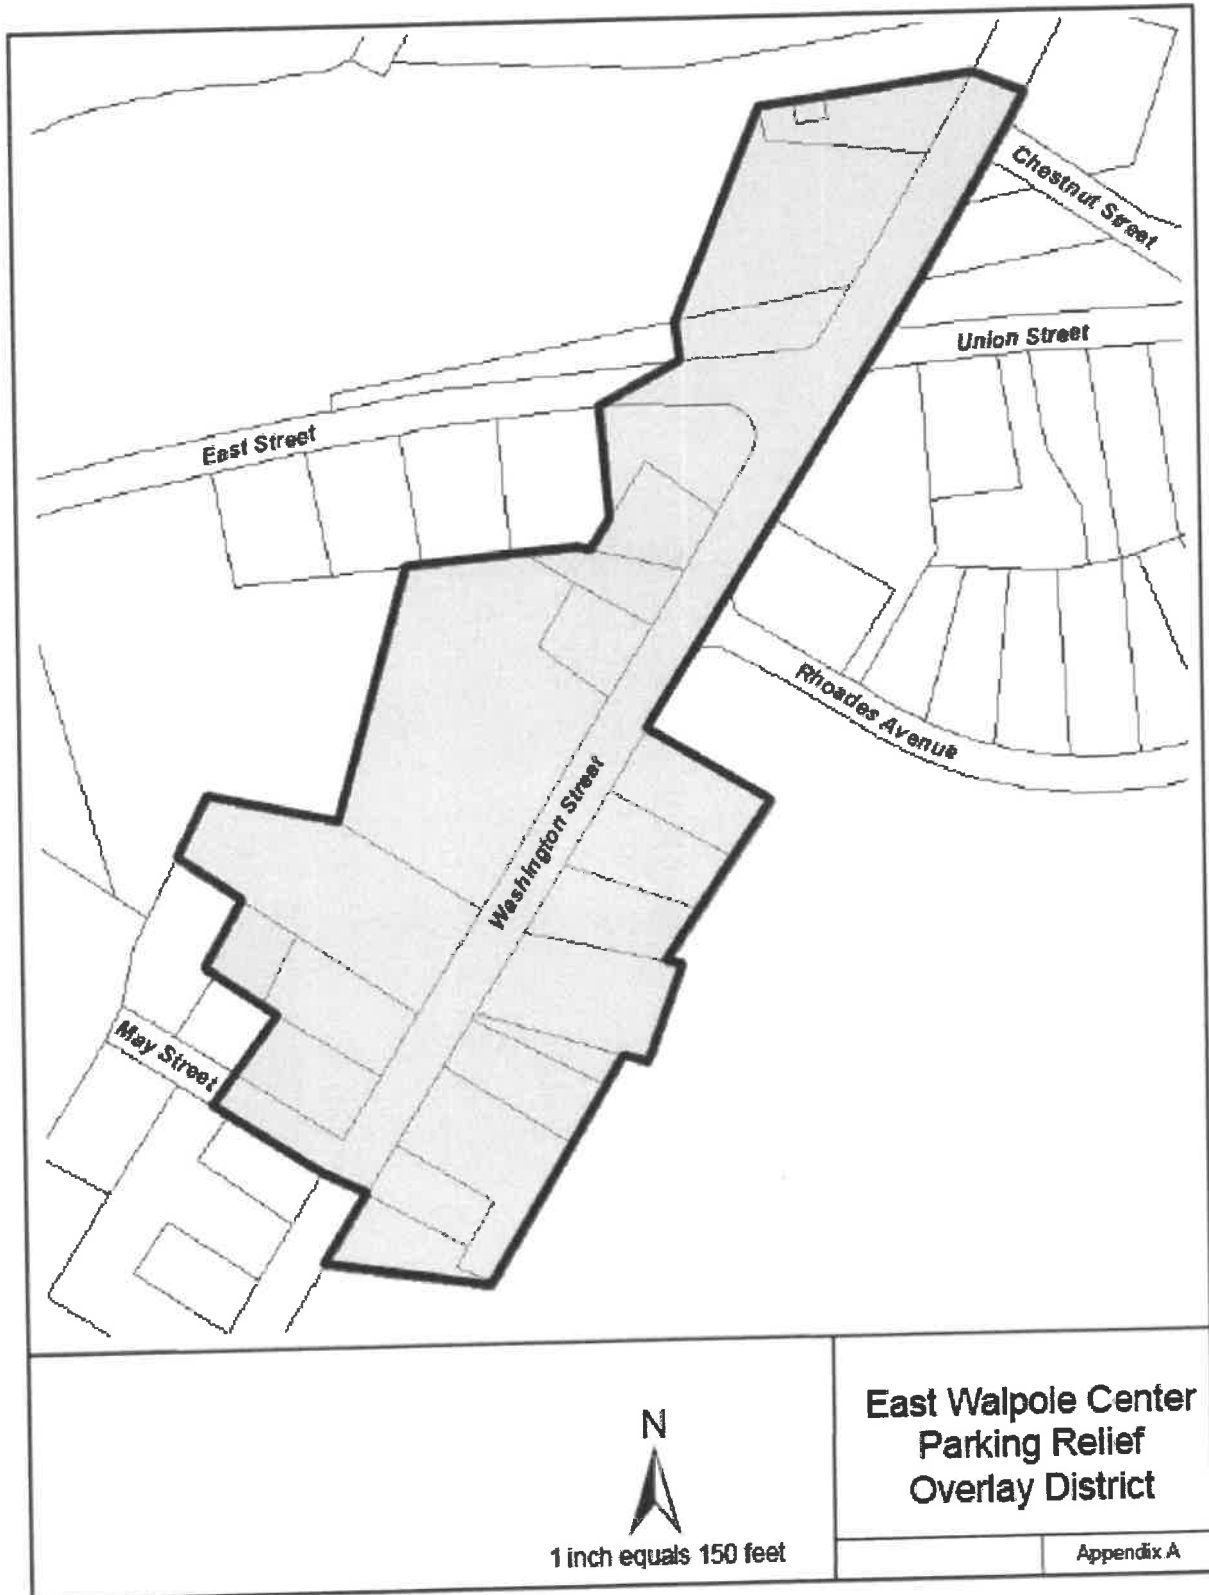 Chestnut Street
Union Street
East Street
Rhoades Avenue
Washington Street
May Street
N
1 inch equals 150 feet
East Walpole Center
Parking Relief
Overlay District
Appendix A